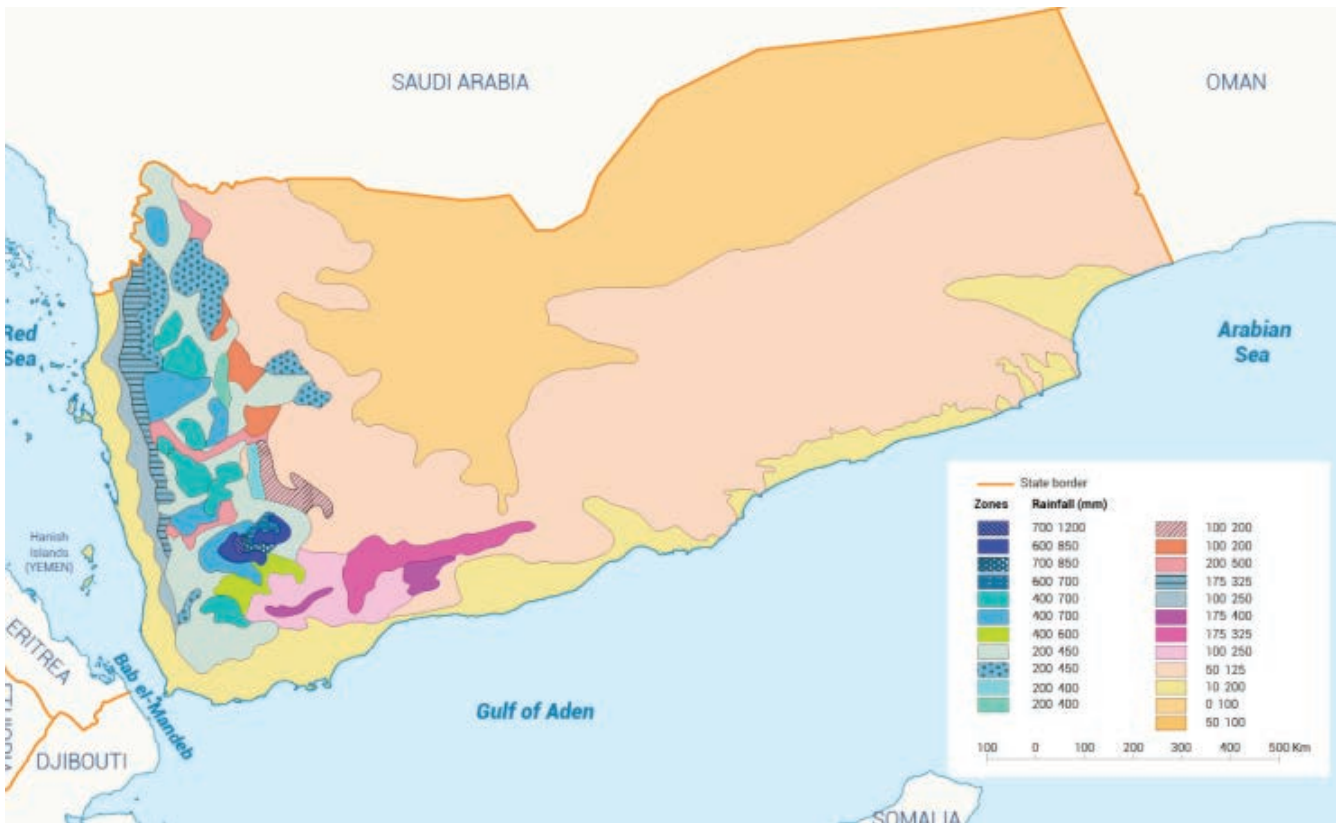 SAUDI ARABIA
OMAN
Red
Sea
Arabian
Sea
Hanish
Islands
(YEMEN)
ERITREA
Bab el-Mandeb
DJIBOUTI
Gulf of Aden
SOMALIA
State border
Zones Rainfall (mm)
700 1200
600 850
700 850
600 700
400 700
400 700
400 600
200 450
200 450
200 400
200 400
100 200
100 200
200 500
175 325
100 250
175 400
175 325
100 250
50 125
10 200
0 100
50 100
100 0 100 200 300 400 500 Km